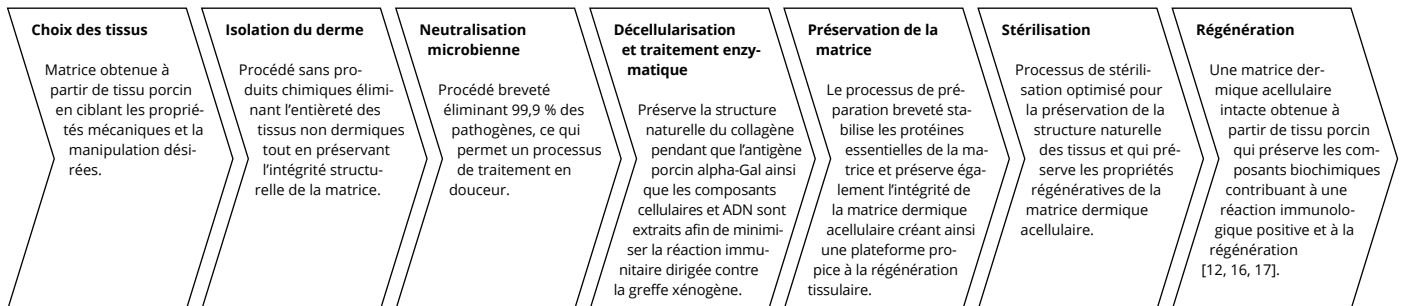 Choix des tissus
Matrice obtenue à
partir de tissu porcin
en ciblant les proprié-
tés mécaniques et la
manipulation dési-
rées.
Isolation du derme
Procédé sans pro-
duits chimiques élimi-
nant l’entièreté des
tissus non dermiques
tout en préservant
l’intégrité structu-
relle de la matrice.
Neutralisation
microbienne
Procédé breveté
éliminant 99,9 % des
pathogènes, ce qui
permet un processus
de traitement en
douceur.
Décellularisation
et traitement enzy-
matique
Préserve la structure
naturelle du collagène
pendant que l’antigène
porcin alpha-Gal ainsi
que les composants
cellulaires et ADN sont
extraits afin de minimi-
ser la réaction immu-
nitaire dirigée contre
la greffe xénogène.
Préservation de la
matrice
Le processus de pré-
paration breveté sta-
bilise les protéines
essentielles de la ma-
trice et préserve éga-
lement l’intégrité de
la matrice dermique
acellulaire créant ainsi
une plateforme pro-
pice à la régénération
tissulaire.
Stérilisation
Processus de stérili-
sation optimisé pour
la préservation de la
structure naturelle
des tissus et qui pré-
serve les propriétés
régénératives de la
matrice dermique
acellulaire.
Régénération
Une matrice der-
mique acellulaire
intacte obtenue à
partir de tissu porcin
qui préserve les com-
posants biochimiques
contribuant à une
réaction immunolo-
gique positive et à la
régénération
[12, 16, 17].